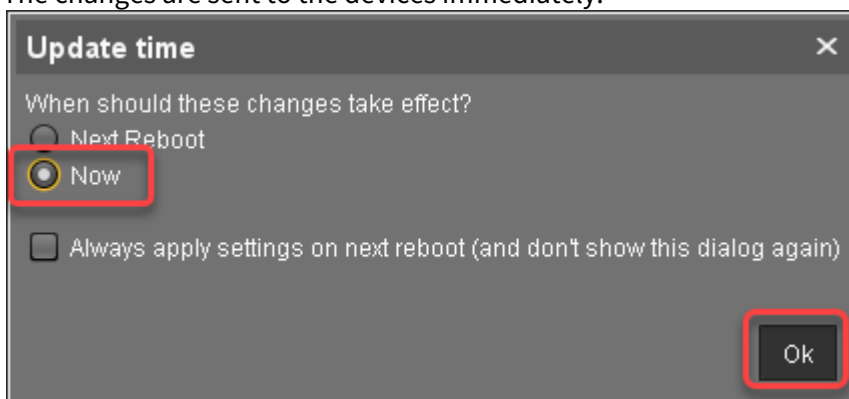 The changes are sent to the devices immediately.
Update time
When should these changes take effect?
Next Reboot
Now
Always apply settings on next reboot (and don't show this dialog again)
Ok